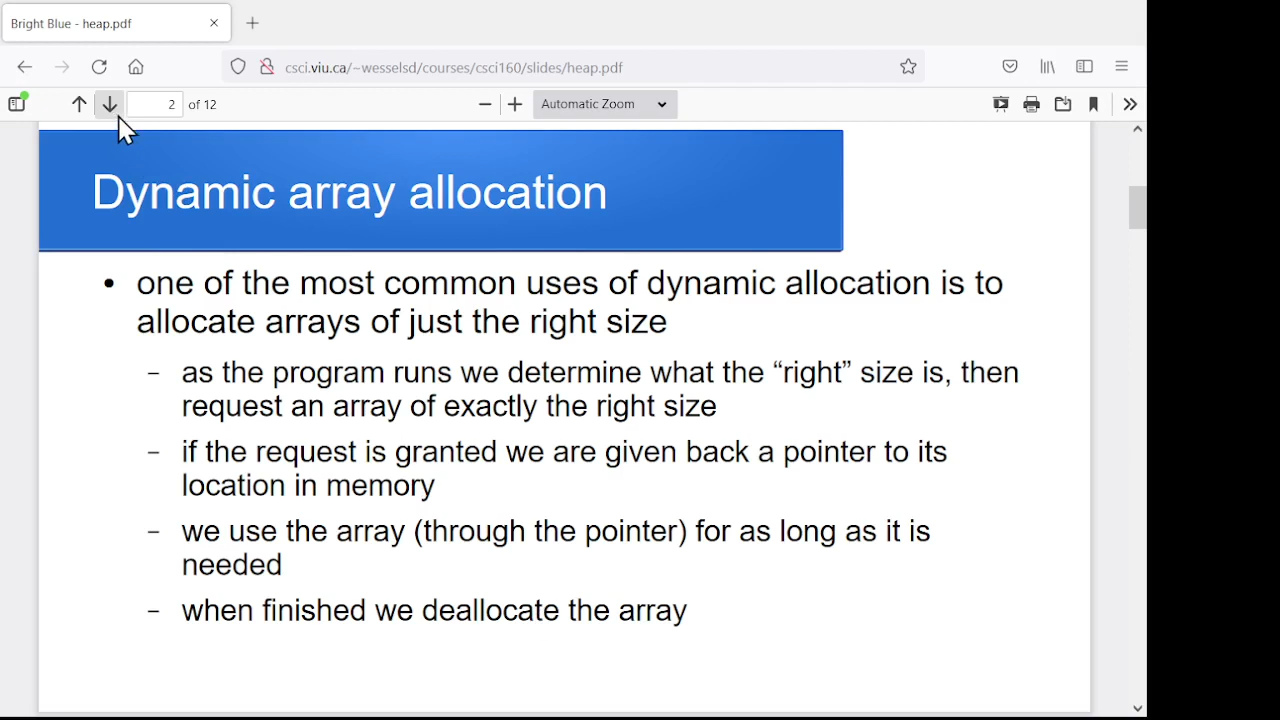 Bright Blue - heap.pdf
csci.viu.ca/~wesselsd/courses/csci160/slides/heap.pdf
2 of 12
Automatic Zoom
Dynamic array allocation
• one of the most common uses of dynamic allocation is to
allocate arrays of just the right size
– as the program runs we determine what the “right” size is, then
request an array of exactly the right size
– if the request is granted we are given back a pointer to its
location in memory
– we use the array (through the pointer) for as long as it is
needed
– when finished we deallocate the array